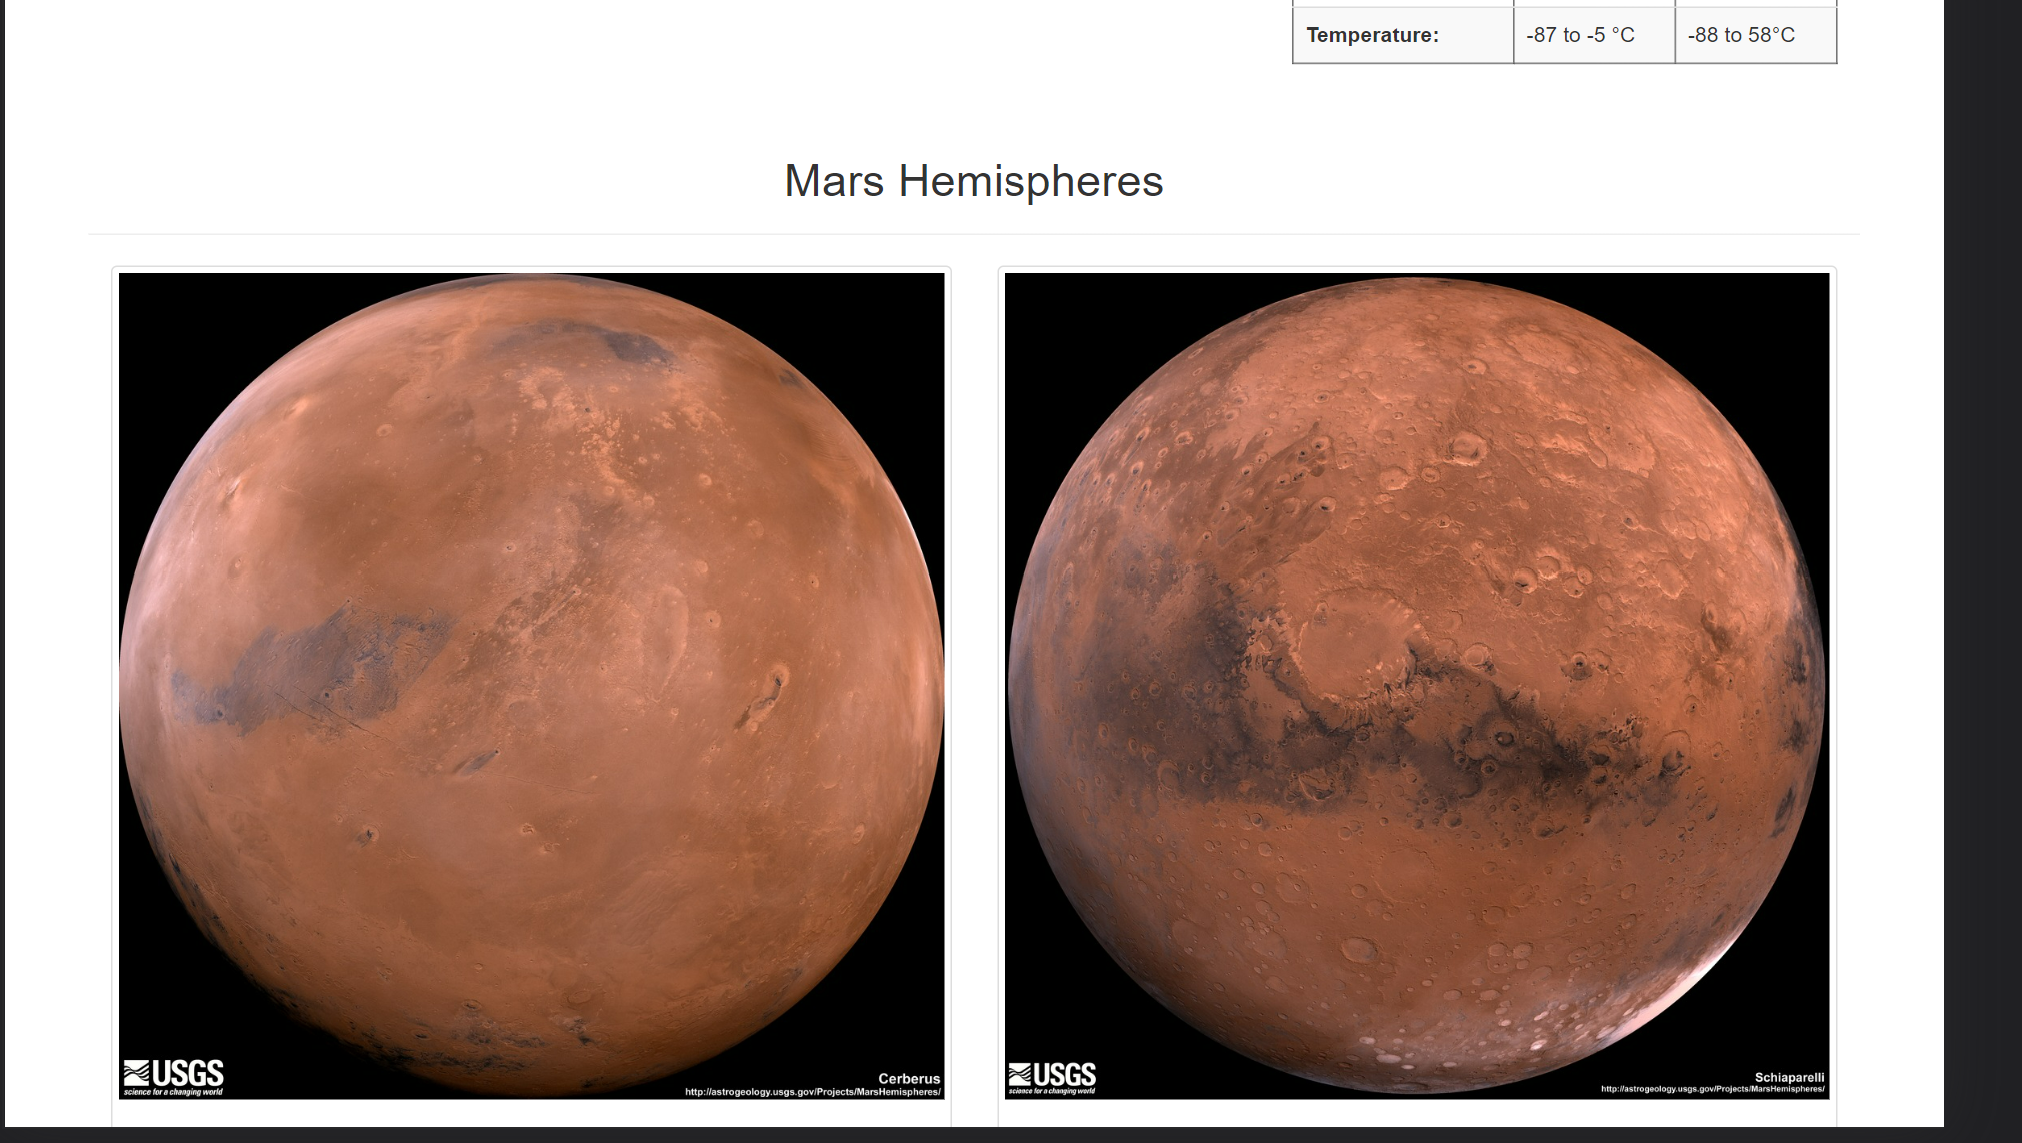 Temperature: -87 to -5 °C -88 to 58°C
Mars Hemispheres
USGS
science for a changing world
Cerberus
http://astrogeology.usgs.gov/Projects/MarsHemispheres/
USGS
science for a changing world
Schiaparelli
http://astrogeology.usgs.gov/Projects/MarsHemispheres/